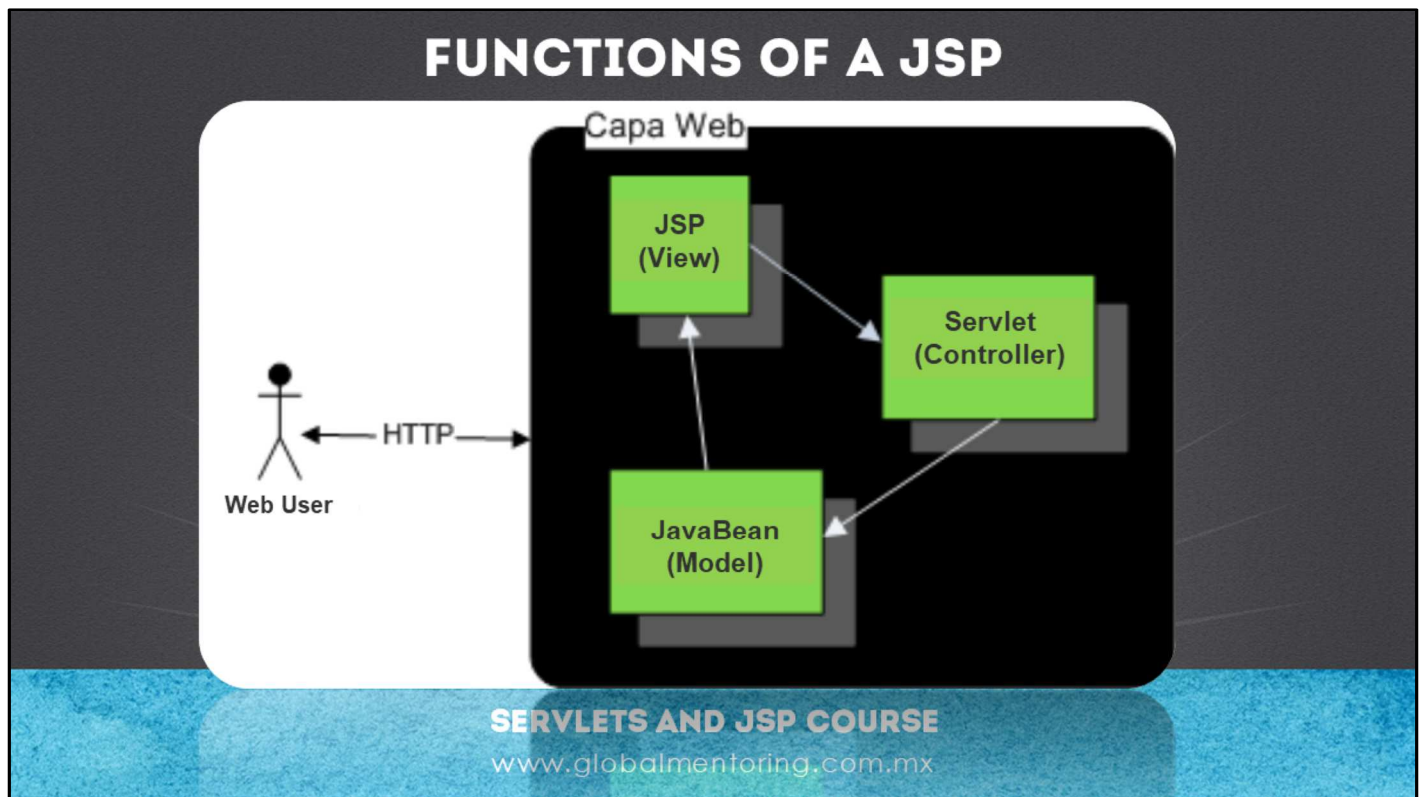 FUNCTIONS OF A JSP
Capa Web
JSP
(View)
Servlet
(Controller)
HTTP
Web User
JavaBean
(Model)
SERVLETS AND JSP COURSE
www.globalmentoring.com.mx